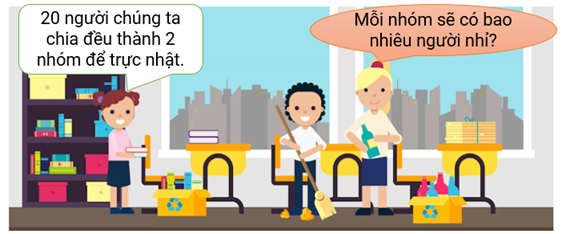 20 người chúng ta
chia đều thành 2
nhóm để trực nhật.
Mỗi nhóm sẽ có bao
nhiêu người nhỉ?